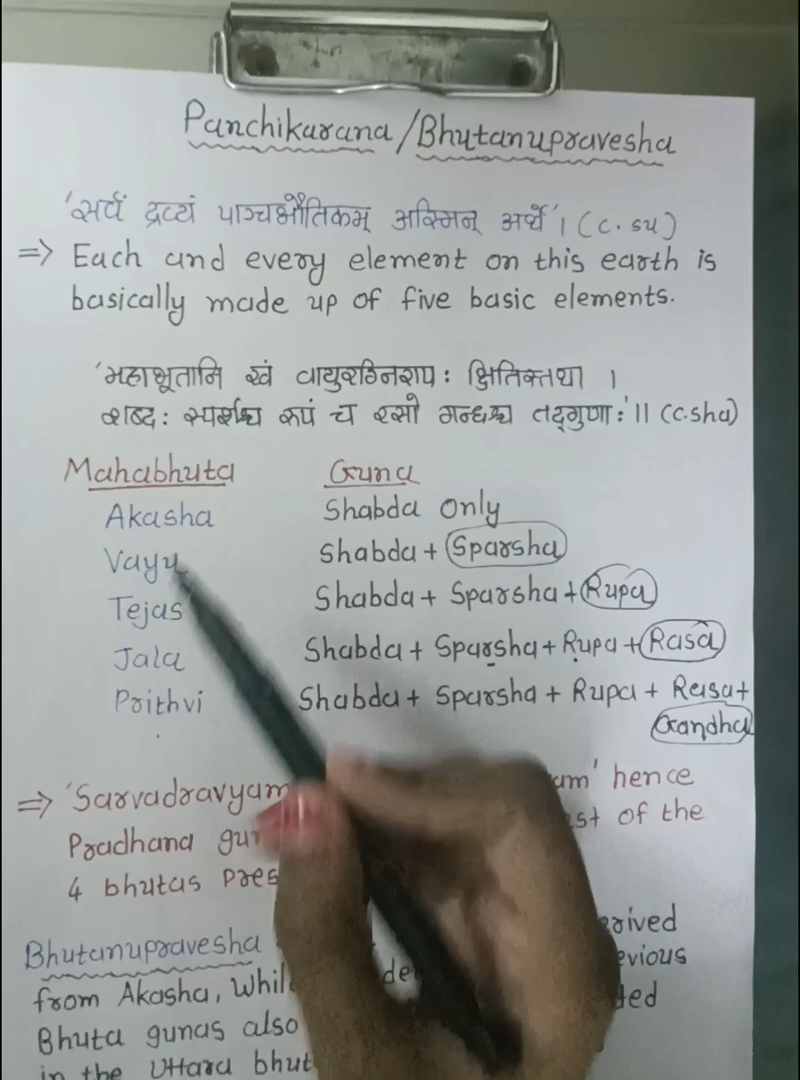 Panchikarana/Bhutanupravesha
'सर्वं द्रव्यं पाञ्चभौतिकम् अस्मिन् अर्थे'। (C. Su)
=> Each and every element on this earth is
basically made up of five basic elements.
'महाभूतानि खं वायुरग्निरापः क्षितिस्तथा ।
शब्दः स्पर्शश्च रूपं च रसो गन्धश्च तद्गुणाः'॥ (C.sha)
Mahabhuta Guna
Akasha Shabda Only
Vayu Shabda + Sparsha
Tejas Shabda + Sparsha + Rupa
Jala Shabda + Sparsha + Rupa + Rasa
Prithvi Shabda + Sparsha + Rupa + Rasa +
Gandha
=> 'Sarvadravyam hence
Pradhana of the
4 bhutas
Bhutanupravesha
from Akasha,
Bhuta gunas also
in the Uttara